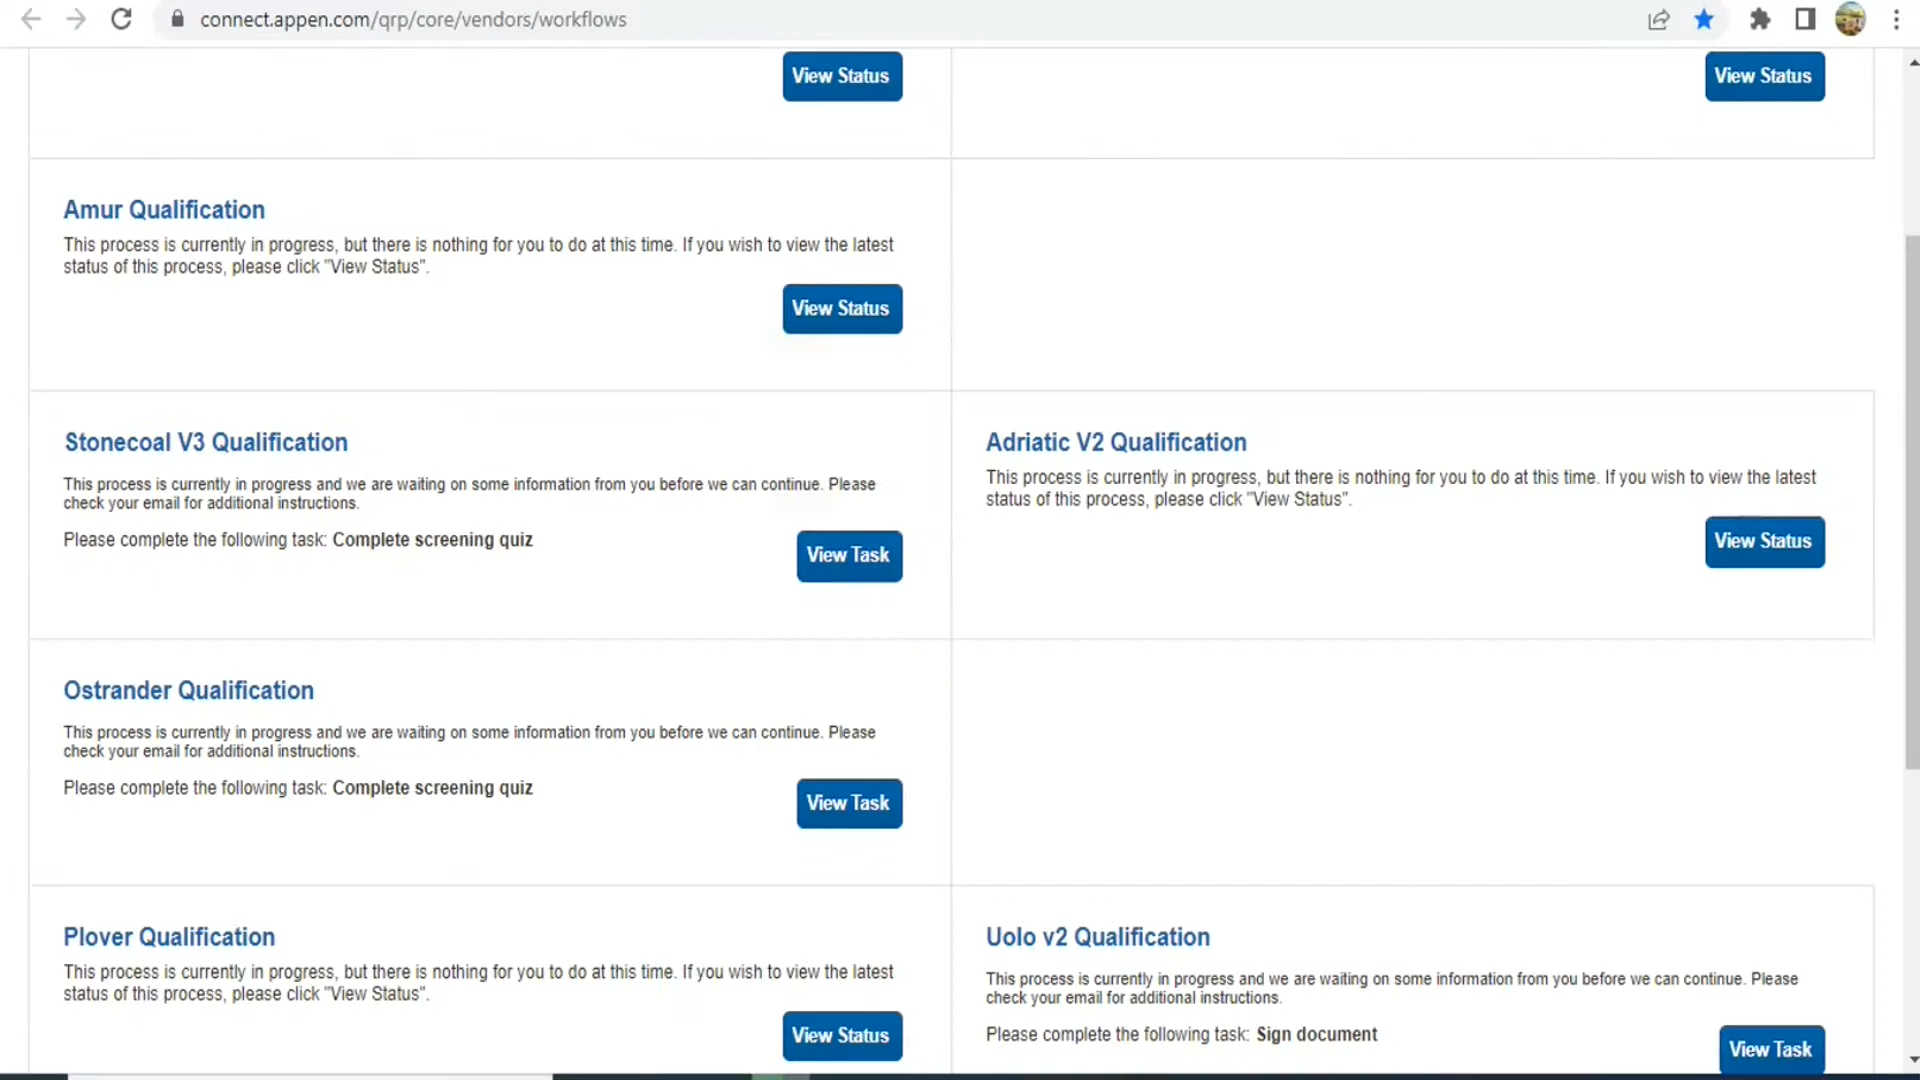 connect.appen.com/qrp/core/vendors/workflows
View Status
View Status
Amur Qualification
This process is currently in progress, but there is nothing for you to do at this time. If you wish to view the latest
status of this process, please click "View Status".
View Status
Stonecoal V3 Qualification
This process is currently in progress and we are waiting on some information from you before we can continue. Please
check your email for additional instructions.
Please complete the following task: Complete screening quiz
View Task
Adriatic V2 Qualification
This process is currently in progress, but there is nothing for you to do at this time. If you wish to view the latest
status of this process, please click "View Status".
View Status
Ostrander Qualification
This process is currently in progress and we are waiting on some information from you before we can continue. Please
check your email for additional instructions.
Please complete the following task: Complete screening quiz
View Task
Plover Qualification
This process is currently in progress, but there is nothing for you to do at this time. If you wish to view the latest
status of this process, please click "View Status".
View Status
Uolo v2 Qualification
This process is currently in progress and we are waiting on some information from you before we can continue. Please
check your email for additional instructions.
Please complete the following task: Sign document
View Task